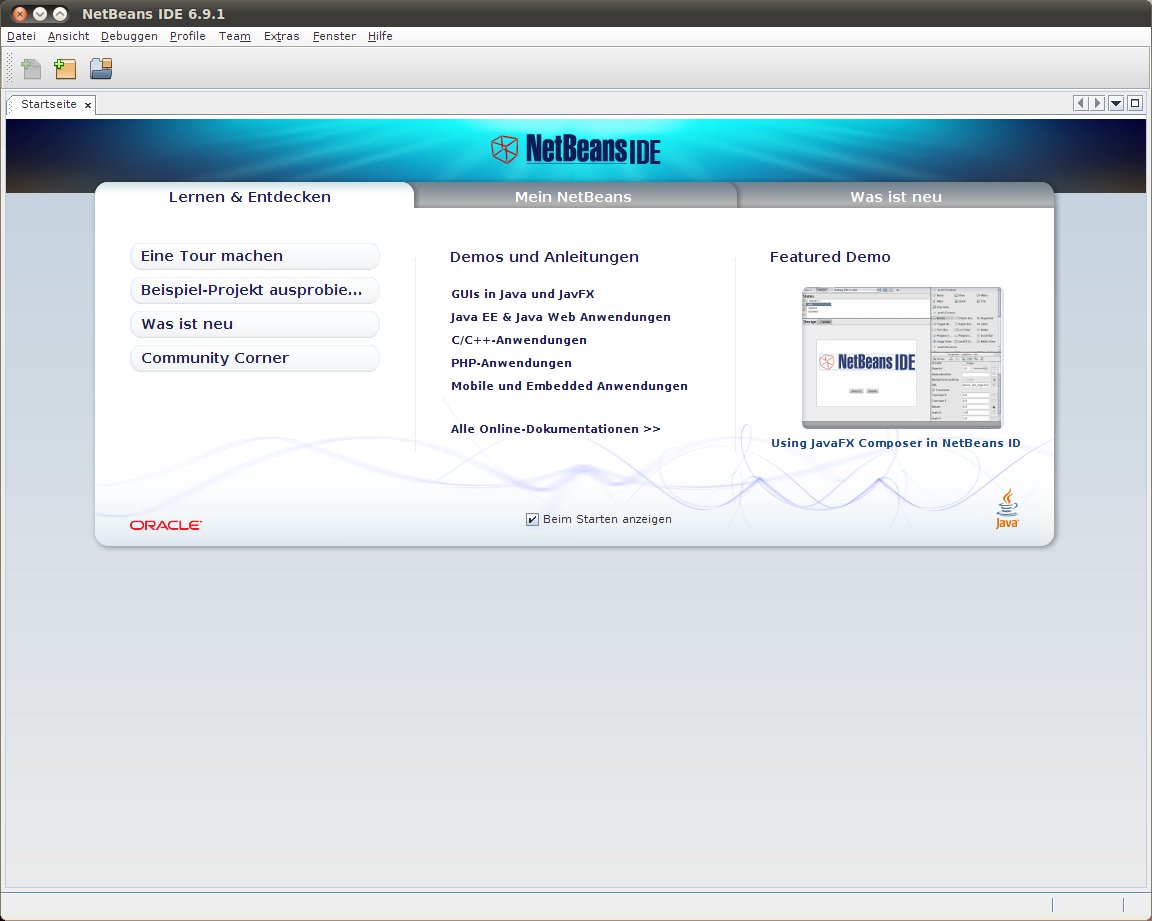 NetBeans IDE 6.9.1
Datei Ansicht Debuggen Profile Team Extras Fenster Hilfe
Startseite
NetBeans IDE
Lernen & Entdecken Mein NetBeans Was ist neu
Eine Tour machen
Beispiel-Projekt ausprobie...
Was ist neu
Community Corner
Demos und Anleitungen
GUIs in Java und JavFX
Java EE & Java Web Anwendungen
C/C++-Anwendungen
PHP-Anwendungen
Mobile und Embedded Anwendungen
Alle Online-Dokumentationen >>
Featured Demo
NetBeans IDE
Using JavaFX Composer in NetBeans ID
ORACLE
Beim Starten anzeigen
Java